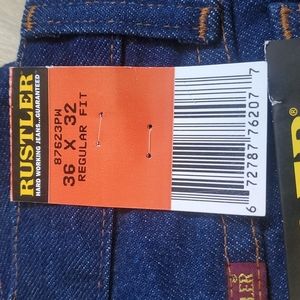 RUSTLER
HARD WORKING JEANS...GUARANTEED
87623PW
36 X 32
REGULAR FIT
6 72787 76207 7